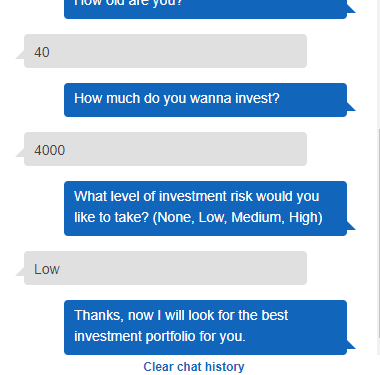 How old are you?
40
How much do you wanna invest?
4000
What level of investment risk would you
like to take? (None, Low, Medium, High)
Low
Thanks, now I will look for the best
investment portfolio for you.
Clear chat history